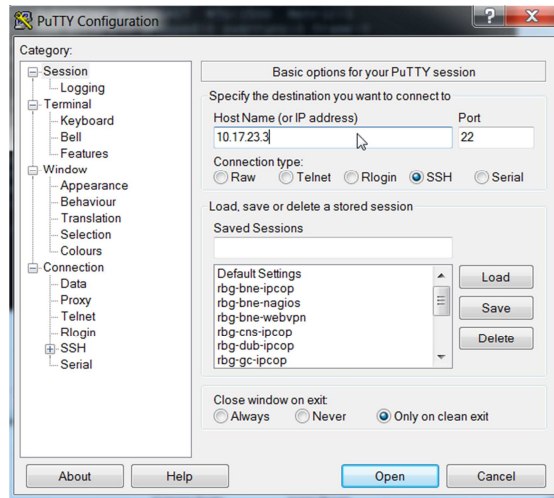 PuTTY Configuration
Category:
Session
Logging
Terminal
Keyboard
Bell
Features
Window
Appearance
Behaviour
Translation
Selection
Colours
Connection
Data
Proxy
Telnet
Rlogin
SSH
Serial
Basic options for your PuTTY session
Specify the destination you want to connect to
Host Name (or IP address) Port
10.17.23.3 22
Connection type:
Raw Telnet Rlogin SSH Serial
Load, save or delete a stored session
Saved Sessions
Default Settings
rbg-bne-ipcop
rbg-bne-nagios
rbg-bne-webvpn
rbg-cns-ipcop
rbg-dub-ipcop
rbg-gc-ipcop
Load
Save
Delete
Close window on exit:
Always Never Only on clean exit
About Help Open Cancel